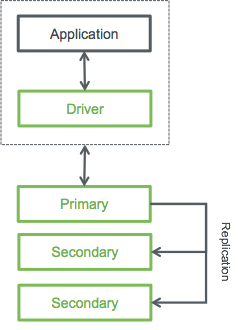 Application
Driver
Primary
Secondary
Secondary
Replication